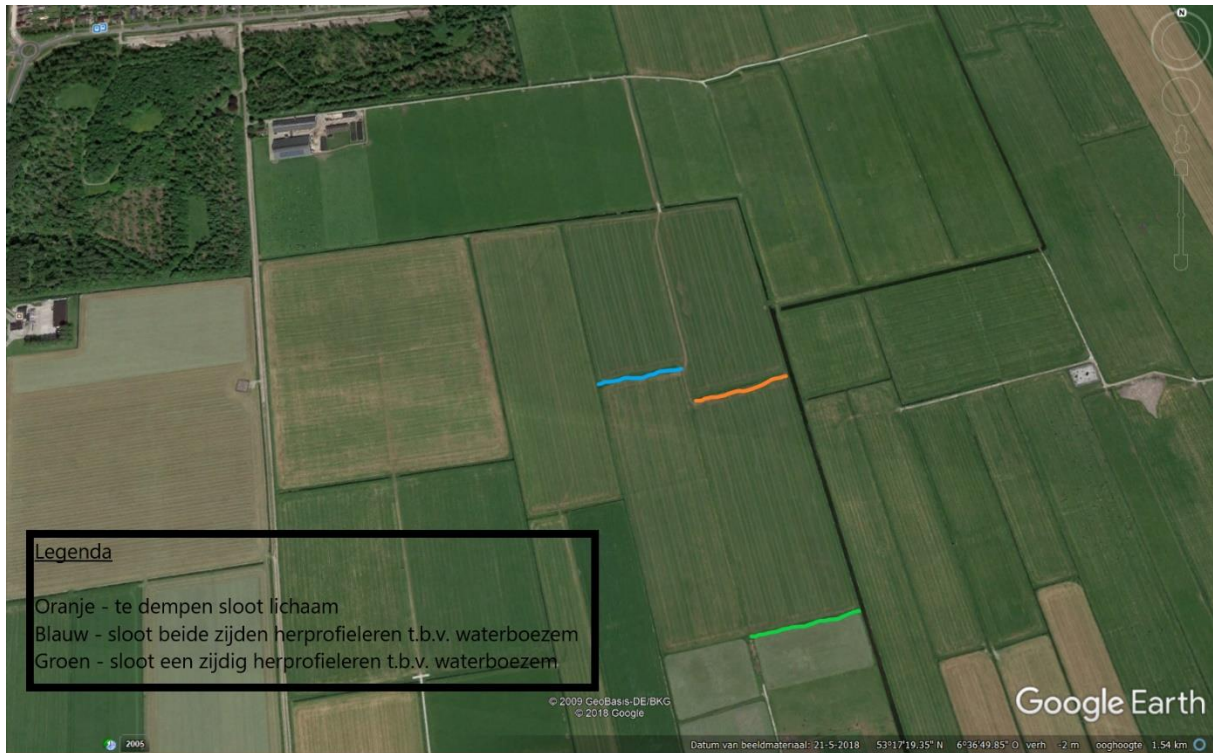 N
Legenda
Oranje - te dempen sloot lichaam
Blauw - sloot beide zijden herprofieleren t.b.v. waterboezem
Groen - sloot een zijdig herprofieleren t.b.v. waterboezem
© 2009 GeoBasis-DE/BKG
© 2018 Google
Google Earth
2005
Datum van beeldmateriaal: 21-5-2018 53°17'19.35" N 6°36'49.85" O verh -2 m ooghoogte 1.54 km